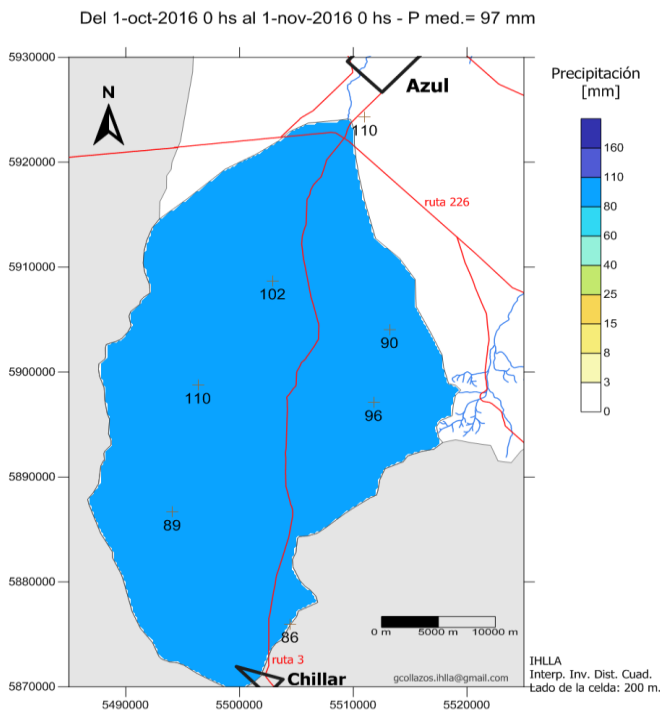 Del 1-oct-2016 0 hs al 1-nov-2016 0 hs - P med.= 97 mm
5930000
5920000
5910000
5900000
5890000
5880000
5870000
5490000
5500000
5510000
5520000
N
Azul
110
ruta 226
102
90
110
96
89
86
ruta 3
Chillar
0 m
5000 m
10000 m
gcollazos.ihlla@gmail.com
Precipitación
[mm]
160
110
80
60
40
25
15
8
3
0
IHLLA
Interp. Inv. Dist. Cuad.
Lado de la celda: 200 m.